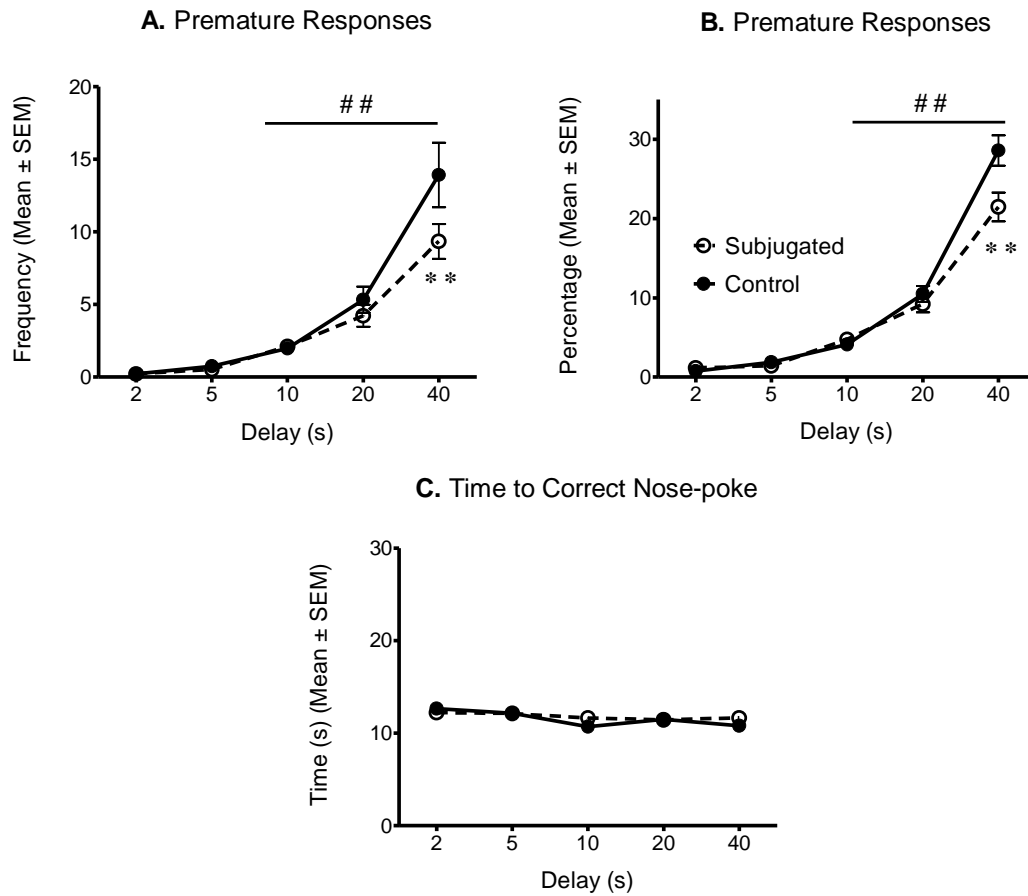 A. Premature Responses
Frequency (Mean ± SEM)
20
15
10
5
0
# #
* *
2 5 10 20 40
Delay (s)
B. Premature Responses
Percentage (Mean ± SEM)
30
20
10
0
# #
Subjugated
Control
* *
2 5 10 20 40
Delay (s)
C. Time to Correct Nose-poke
Time (s) (Mean ± SEM)
30
20
10
0
2 5 10 20 40
Delay (s)